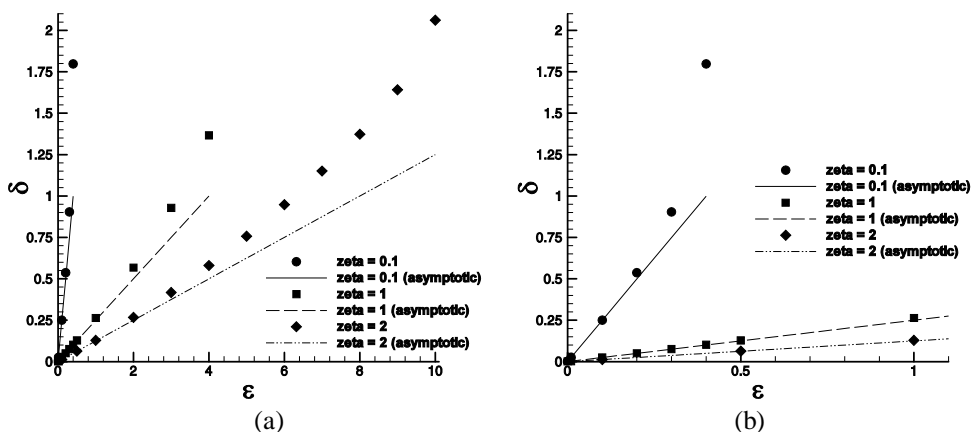 δ
2
1.75
1.5
1.25
1
0.75
0.5
0.25
0
0 2 4 6 8 10
ε
zeta = 0.1
zeta = 0.1 (asymptotic)
zeta = 1
zeta = 1 (asymptotic)
zeta = 2
zeta = 2 (asymptotic)
(a)
δ
2
1.75
1.5
1.25
1
0.75
0.5
0.25
0
0 0.5 1
ε
zeta = 0.1
zeta = 0.1 (asymptotic)
zeta = 1
zeta = 1 (asymptotic)
zeta = 2
zeta = 2 (asymptotic)
(b)